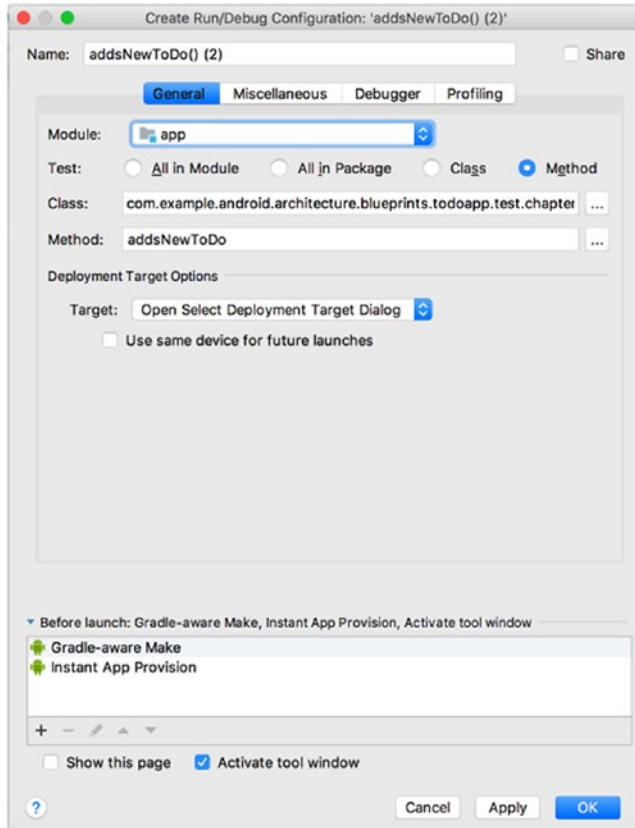 Create Run/Debug Configuration: 'addsNewToDo() (2)'
Name: addsNewToDo() (2) Share
General Miscellaneous Debugger Profiling
Module: app
Test: All in Module All in Package Class Method
Class: com.example.android.architecture.blueprints.todoapp.test.chapter ...
Method: addsNewToDo ...
Deployment Target Options
Target: Open Select Deployment Target Dialog
Use same device for future launches
Before launch: Gradle-aware Make, Instant App Provision, Activate tool window
Gradle-aware Make
Instant App Provision
Show this page Activate tool window
? Cancel Apply OK